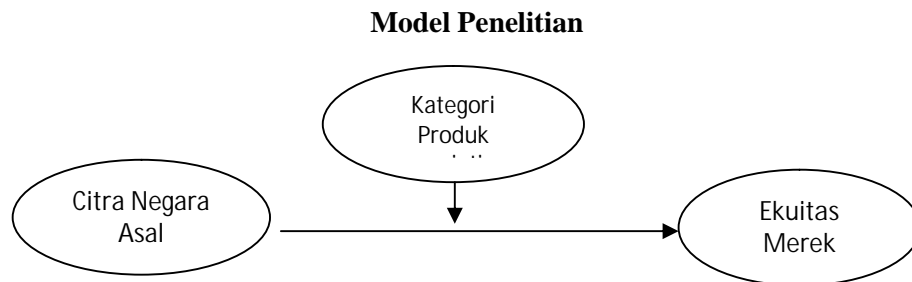 Model Penelitian
Kategori
Produk
Citra Negara
Asal
Ekuitas
Merek